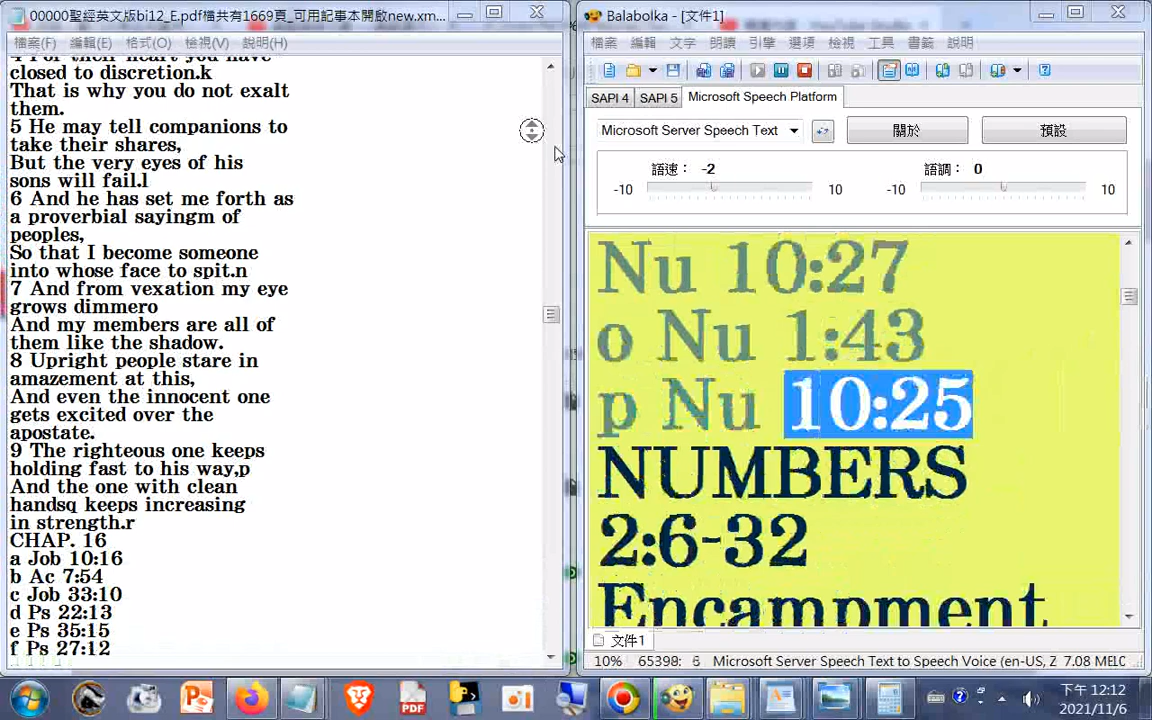 00000聖經英文版bi12_E.pdf檔共有1669頁_可用記事本開啟new.xm...
檔案(F) 編輯(E) 格式(O) 檢視(V) 說明(H)
4 For their heart you have
closed to discretion.k
That is why you do not exalt
them.
5 He may tell companions to
take their shares,
But the very eyes of his
sons will fail.l
6 And he has set me forth as
a proverbial sayingm of
peoples,
So that I become someone
into whose face to spit.n
7 And from vexation my eye
grows dimmero
And my members are all of
them like the shadow.
8 Upright people stare in
amazement at this,
And even the innocent one
gets excited over the
apostate.
9 The righteous one keeps
holding fast to his way,p
And the one with clean
handsq keeps increasing
in strength.r
CHAP. 16
a Job 10:16
b Ac 7:54
c Job 33:10
d Ps 22:13
e Ps 35:15
f Ps 27:12
Balabolka - [文件1]
檔案 編輯 文字 朗讀 引擎 選項 檢視 工具 書籤 說明
SAPI 4 SAPI 5 Microsoft Speech Platform
Microsoft Server Speech Text 關於 預設
語速： -2 語調： 0
-10 10 -10 10
Nu 10:27
o Nu 1:43
p Nu 10:25
NUMBERS
2:6-32
Encampment
文件1
10% 65398: 8 Microsoft Server Speech Text to Speech Voice (en-US, Z 7.08 MELO
PDF
下午 12:12
2021/11/6